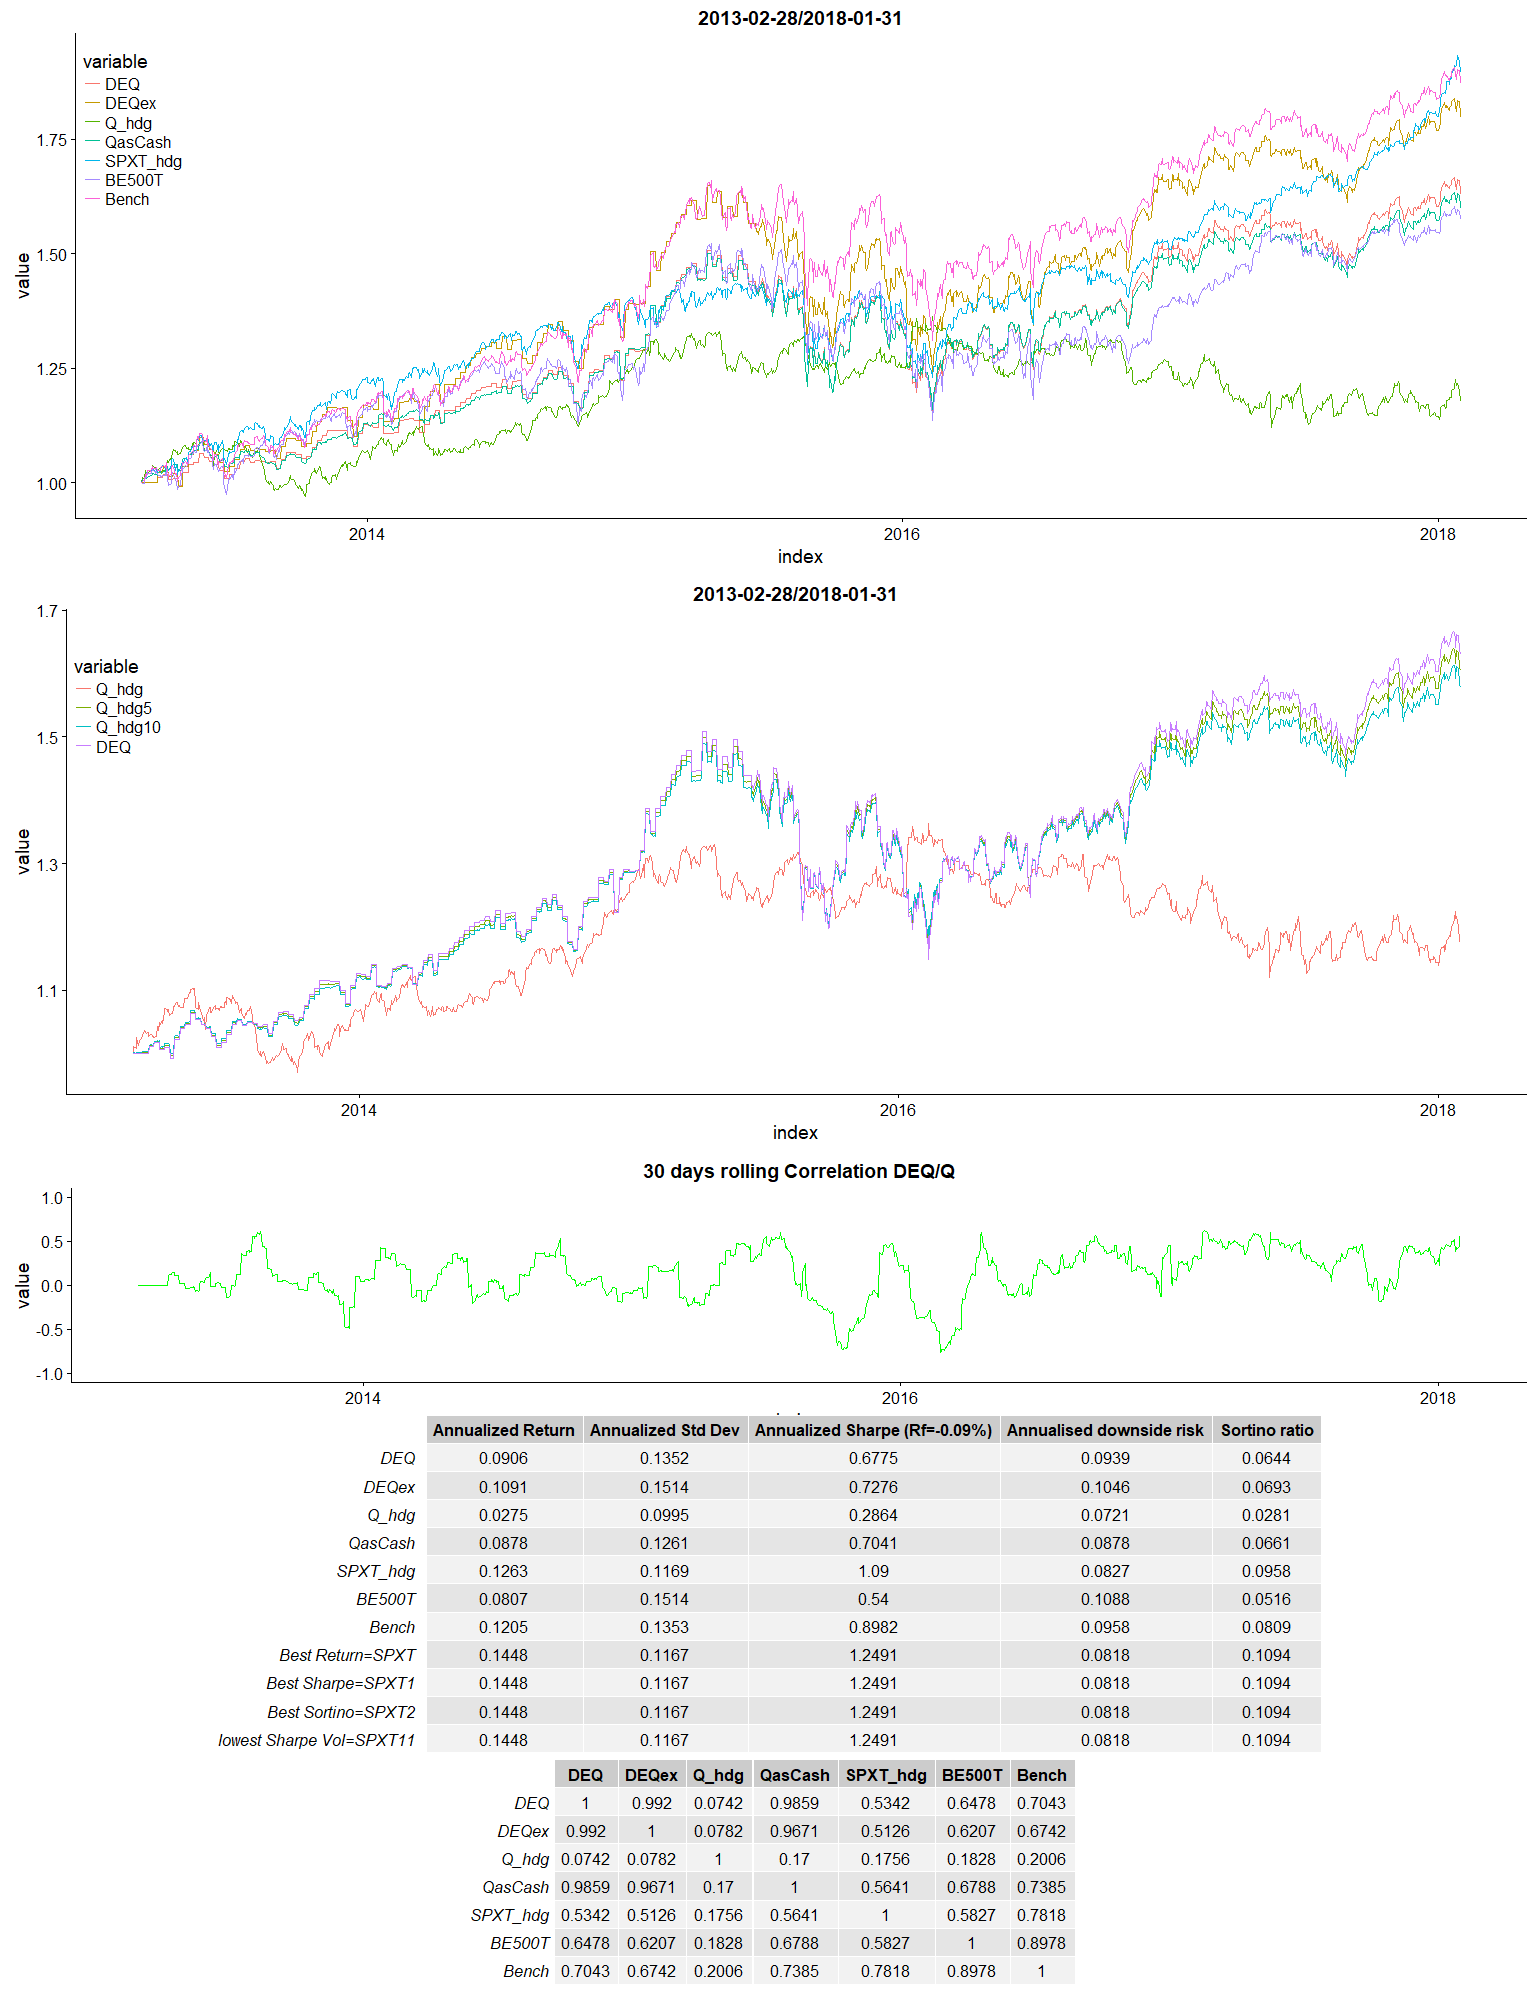 2013-02-28/2018-01-31
variable
DEQ
DEQex
Q_hdg
QasCash
SPXT_hdg
BE500T
Bench
1.75
1.50
1.25
1.00
value
2014 2016 2018
index
2013-02-28/2018-01-31
variable
Q_hdg
Q_hdg5
Q_hdg10
DEQ
1.7
1.5
1.3
1.1
value
2014 2016 2018
index
30 days rolling Correlation DEQ/Q
1.0
0.5
0.0
-0.5
-1.0
value
2014 2016 2018
Annualized Return Annualized Std Dev Annualized Sharpe (Rf=-0.09%) Annualised downside risk Sortino ratio
DEQ 0.0906 0.1352 0.6775 0.0939 0.0644
DEQex 0.1091 0.1514 0.7276 0.1046 0.0693
Q_hdg 0.0275 0.0995 0.2864 0.0721 0.0281
QasCash 0.0878 0.1261 0.7041 0.0878 0.0661
SPXT_hdg 0.1263 0.1169 1.09 0.0827 0.0958
BE500T 0.0807 0.1514 0.54 0.1088 0.0516
Bench 0.1205 0.1353 0.8982 0.0958 0.0809
Best Return=SPXT 0.1448 0.1167 1.2491 0.0818 0.1094
Best Sharpe=SPXT1 0.1448 0.1167 1.2491 0.0818 0.1094
Best Sortino=SPXT2 0.1448 0.1167 1.2491 0.0818 0.1094
lowest Sharpe Vol=SPXT11 0.1448 0.1167 1.2491 0.0818 0.1094
DEQ DEQex Q_hdg QasCash SPXT_hdg BE500T Bench
DEQ 1 0.992 0.0742 0.9859 0.5342 0.6478 0.7043
DEQex 0.992 1 0.0782 0.9671 0.5126 0.6207 0.6742
Q_hdg 0.0742 0.0782 1 0.17 0.1756 0.1828 0.2006
QasCash 0.9859 0.9671 0.17 1 0.5641 0.6788 0.7385
SPXT_hdg 0.5342 0.5126 0.1756 0.5641 1 0.5827 0.7818
BE500T 0.6478 0.6207 0.1828 0.6788 0.5827 1 0.8978
Bench 0.7043 0.6742 0.2006 0.7385 0.7818 0.8978 1